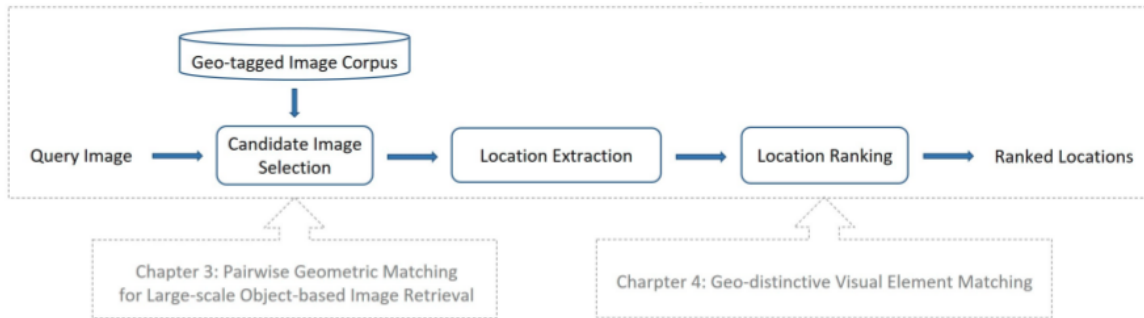 Geo-tagged Image Corpus
Query Image
Candidate Image
Selection
Location Extraction
Location Ranking
Ranked Locations
Chapter 3: Pairwise Geometric Matching
for Large-scale Object-based Image Retrieval
Charpter 4: Geo-distinctive Visual Element Matching